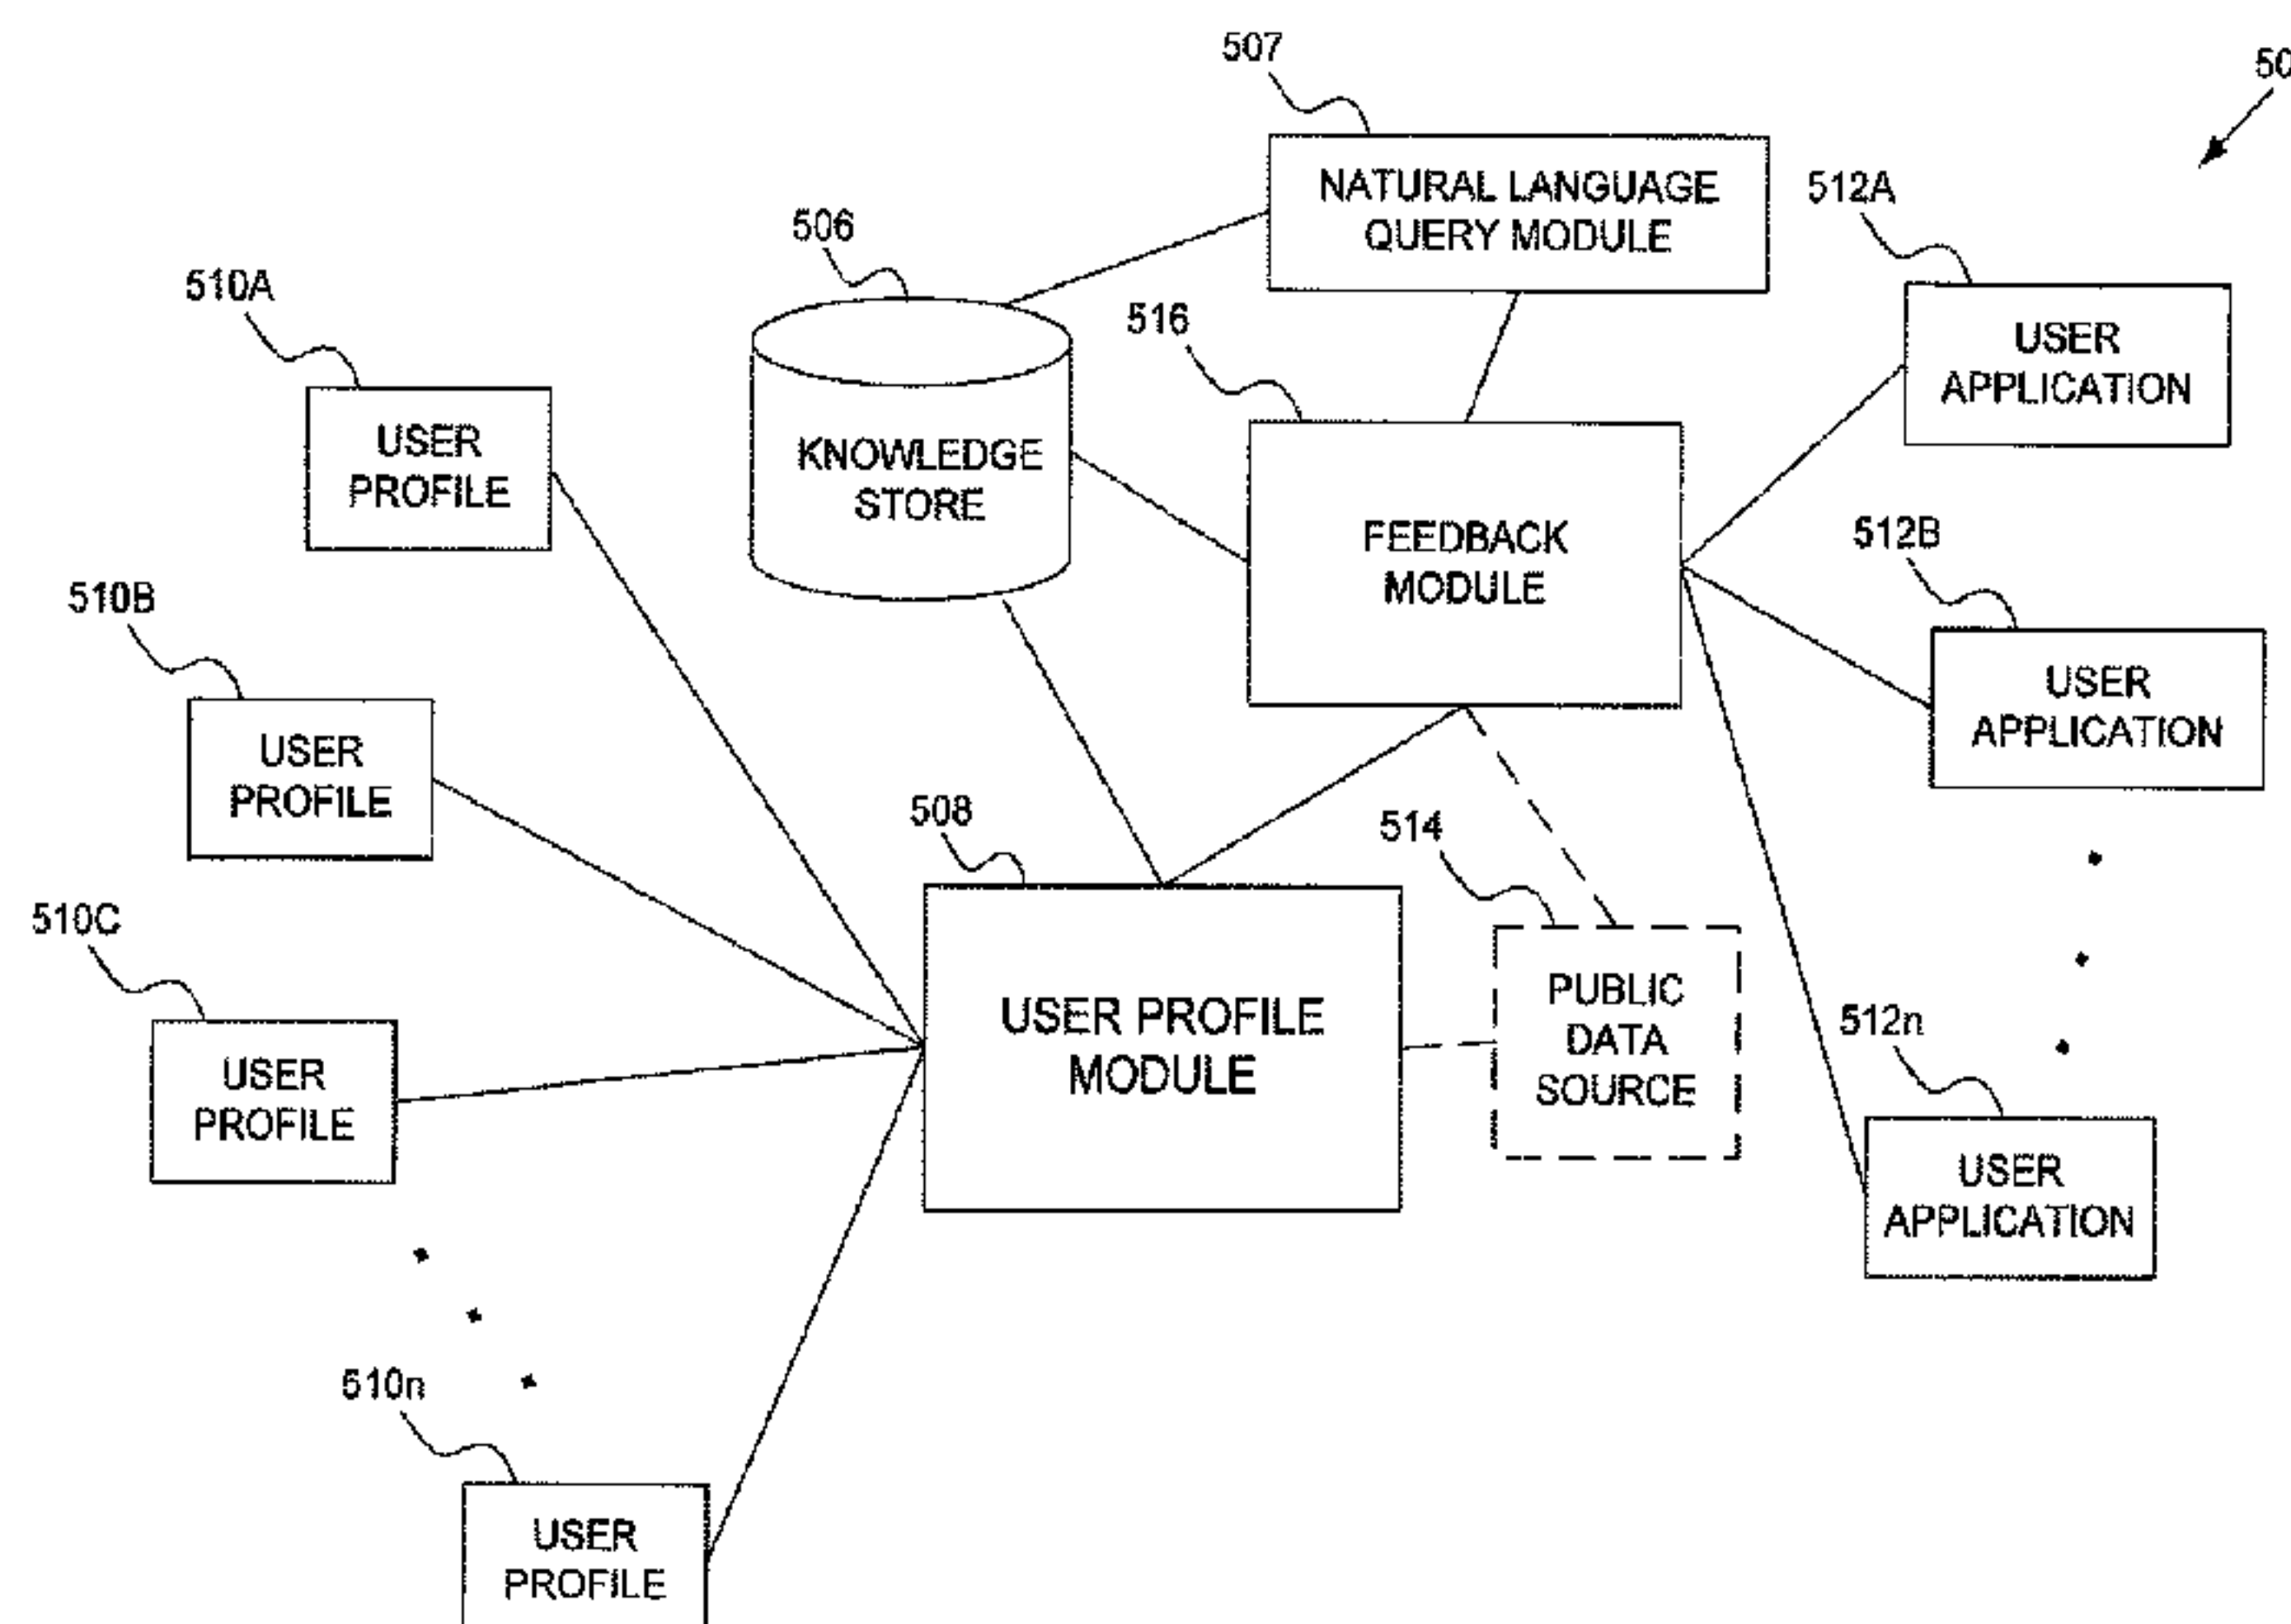 507
50
NATURAL LANGUAGE
QUERY MODULE
512A
506
510A
516
USER
APPLICATION
USER
PROFILE
KNOWLEDGE
STORE
FEEDBACK
MODULE
512B
510B
USER
APPLICATION
USER
PROFILE
508
514
510C
PUBLIC
DATA
SOURCE
USER PROFILE
MODULE
512n
USER
PROFILE
USER
APPLICATION
510n
USER
PROFILE